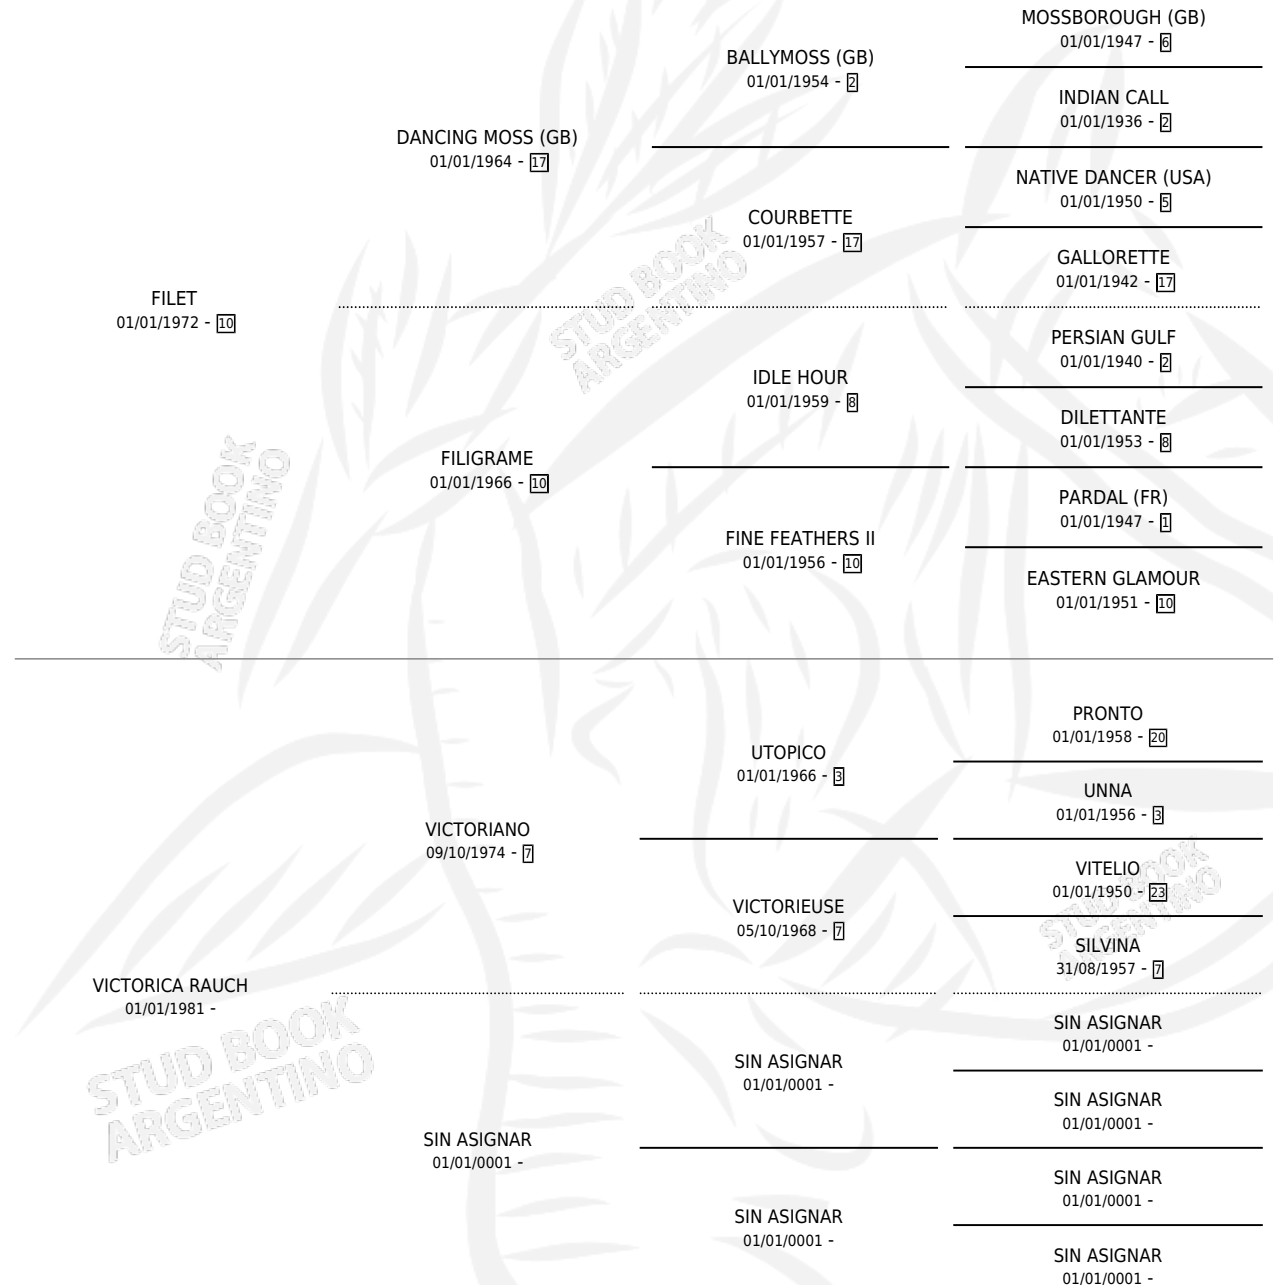 MOSSBOROUGH (GB)
01/01/1947 - 6
BALLYMOSS (GB)
01/01/1954 - 2
INDIAN CALL
01/01/1936 - 2
DANCING MOSS (GB)
01/01/1964 - 17
NATIVE DANCER (USA)
01/01/1950 - 5
COURBETTE
01/01/1957 - 17
GALLORETTE
01/01/1942 - 17
FILET
01/01/1972 - 10
PERSIAN GULF
01/01/1940 - 2
IDLE HOUR
01/01/1959 - 8
DILETTANTE
01/01/1953 - 8
FILIGRAME
01/01/1966 - 10
PARDAL (FR)
01/01/1947 - 1
FINE FEATHERS II
01/01/1956 - 10
EASTERN GLAMOUR
01/01/1951 - 10
STUD BOOK
ARGENTINO
STUD BOOK
ARGENTINO
PRONTO
01/01/1958 - 20
UTOPICO
01/01/1966 - 3
UNNA
01/01/1956 - 3
VICTORIANO
09/10/1974 - 7
VITELIO
01/01/1950 - 23
VICTORIEUSE
05/10/1968 - 7
SILVINA
31/08/1957 - 7
STUD BOOK
ARGENTINO
VICTORICA RAUCH
01/01/1981 -
SIN ASIGNAR
01/01/0001 -
SIN ASIGNAR
01/01/0001 -
SIN ASIGNAR
01/01/0001 -
STUD BOOK
ARGENTINO
SIN ASIGNAR
01/01/0001 -
SIN ASIGNAR
01/01/0001 -
SIN ASIGNAR
01/01/0001 -
SIN ASIGNAR
01/01/0001 -